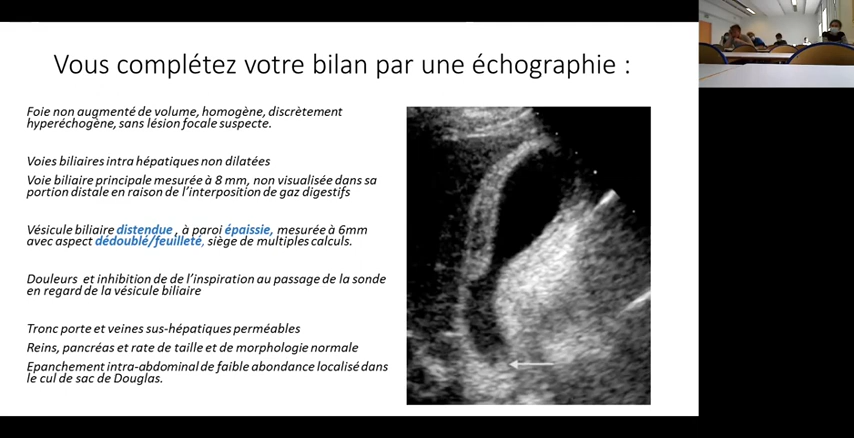 Vous complétez votre bilan par une échographie :
Foie non augmenté de volume, homogène, discrètement
hyperéchogène, sans lésion focale suspecte.
Voies biliaires intra hépatiques non dilatées
Voie biliaire principale mesurée à 8 mm, non visualisée dans sa
portion distale en raison de l’interposition de gaz digestifs
Vésicule biliaire distendue , à paroi épaissie, mesurée à 6mm
avec aspect dédoublé/feuilleté, siège de multiples calculs.
Douleurs et inhibition de de l’inspiration au passage de la sonde
en regard de la vésicule biliaire
Tronc porte et veines sus-hépatiques perméables
Reins, pancréas et rate de taille et de morphologie normale
Epanchement intra-abdominal de faible abondance localisé dans
le cul de sac de Douglas.